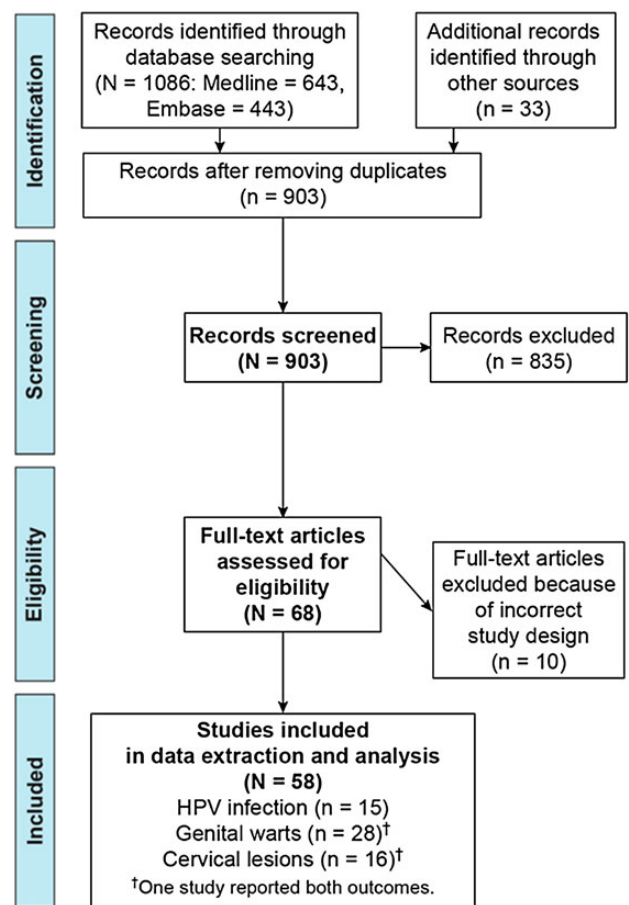 Identification
Records identified through
database searching
(N = 1086: Medline = 643,
Embase = 443)
Additional records
identified through
other sources
(n = 33)
Records after removing duplicates
(n = 903)
Screening
Records screened
(N = 903)
Records excluded
(n = 835)
Eligibility
Full-text articles
assessed for
eligibility
(N = 68)
Full-text articles
excluded because
of incorrect
study design
(n = 10)
Included
Studies included
in data extraction and analysis
(N = 58)
HPV infection (n = 15)
Genital warts (n = 28)†
Cervical lesions (n = 16)†
†One study reported both outcomes.